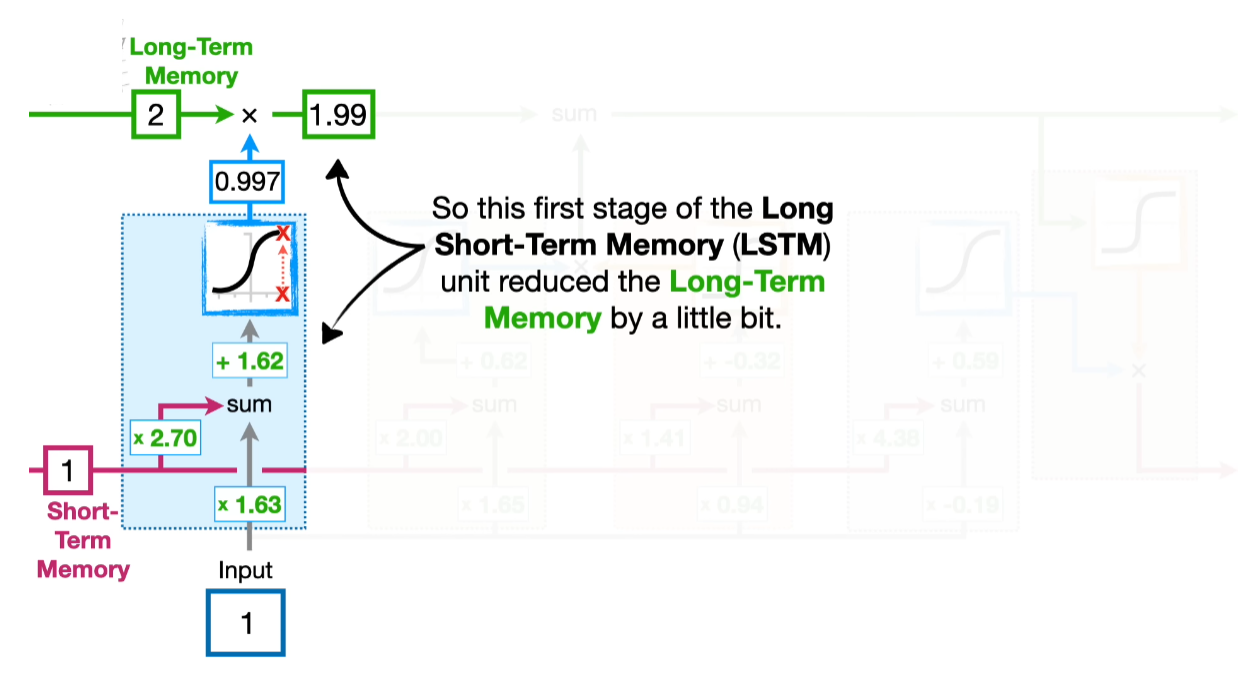 Long-Term
Memory
2
×
1.99
sum
0.997
So this first stage of the Long
Short-Term Memory (LSTM)
unit reduced the Long-Term
Memory by a little bit.
X
X
+ 1.62
+ 0.62
+ -0.32
+ 0.59
×
sum
sum
sum
sum
x 2.70
x 2.00
x 1.41
x 4.38
1
x 1.63
x 1.65
x 0.94
x -0.19
Short-
Term
Memory
Input
1